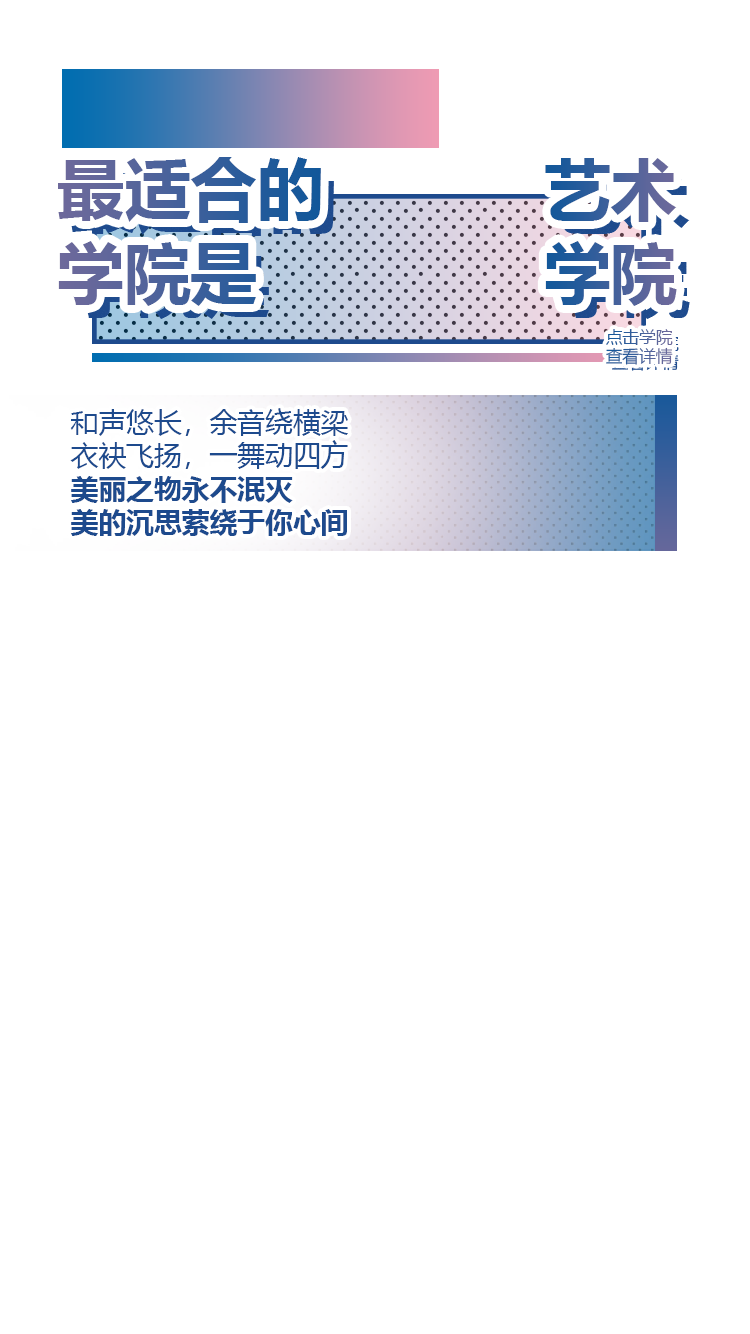 最适合的
学院是
艺术
学院
点击学院
查看详情
和声悠长，余音绕横梁
衣袂飞扬，一舞动四方
美丽之物永不泯灭
美的沉思萦绕于你心间